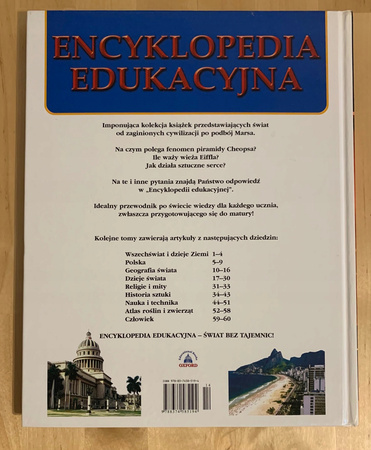 ENCYKLOPEDIA
EDUKACYJNA
Imponująca kolekcja książek przedstawiających świat
od zaginionych cywilizacji po podbój Marsa.
Na czym polega fenomen piramidy Cheopsa?
Ile waży wieża Eiffla?
Jak działa sztuczne serce?
Na te i inne pytania znajdą Państwo odpowiedź
w „Encyklopedii edukacyjnej”.
Idealny przewodnik po świecie wiedzy dla każdego ucznia,
zwłaszcza przygotowującego się do matury!
Kolejne tomy zawierają artykuły z następujących dziedzin:
Wszechświat i dzieje Ziemi 1–4
Polska 5–9
Geografia świata 10–16
Dzieje świata 17–30
Religie i mity 31–33
Historia sztuki 34–43
Nauka i technika 44–51
Atlas roślin i zwierząt 52–58
Człowiek 59–60
ENCYKLOPEDIA EDUKACYJNA – ŚWIAT BEZ TAJEMNIC!
OXFORD